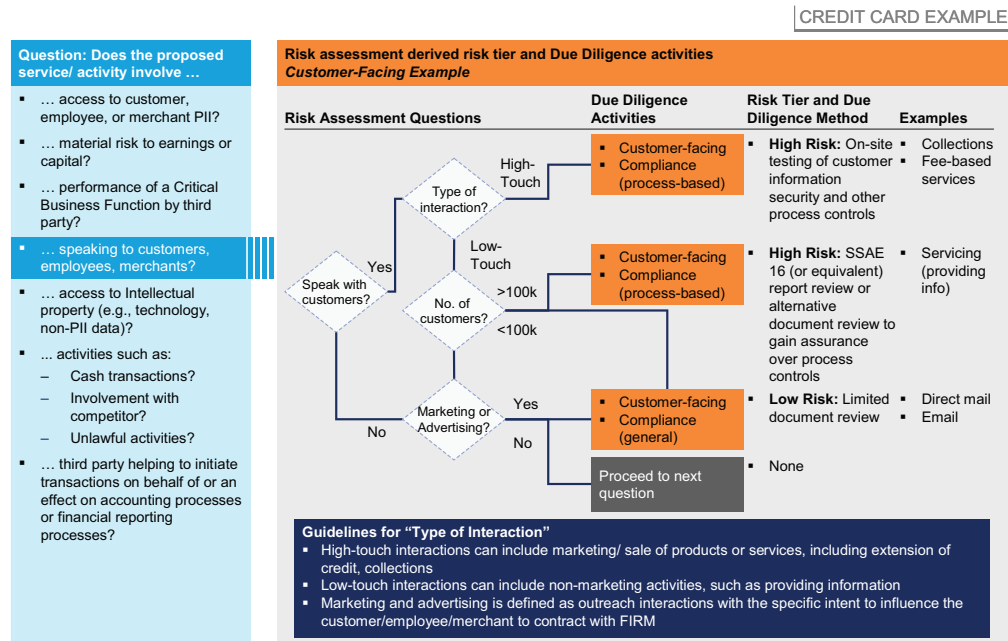 CREDIT CARD EXAMPLE
Question: Does the proposed
service/ activity involve …
▪ … access to customer,
employee, or merchant PII?
▪ … material risk to earnings or
capital?
▪ … performance of a Critical
Business Function by third
party?
▪ … speaking to customers,
employees, merchants?
▪ … access to Intellectual
property (e.g., technology,
non-PII data)?
▪ ... activities such as:
– Cash transactions?
– Involvement with
competitor?
– Unlawful activities?
▪ … third party helping to initiate
transactions on behalf of or an
effect on accounting processes
or financial reporting
processes?
Risk assessment derived risk tier and Due Diligence activities
Customer-Facing Example
Risk Assessment Questions
Due Diligence
Activities
Risk Tier and Due
Diligence Method
Examples
Speak with
customers?
Yes
No
Type of
interaction?
High-
Touch
Low-
Touch
No. of
customers?
>100k
<100k
Marketing or
Advertising?
Yes
No
▪ Customer-facing
▪ Compliance
(process-based)
▪ High Risk: On-site
testing of customer
information
security and other
process controls
▪ Collections
▪ Fee-based
services
▪ Customer-facing
▪ Compliance
(process-based)
▪ High Risk: SSAE
16 (or equivalent)
report review or
alternative
document review to
gain assurance
over process
controls
▪ Servicing
(providing
info)
▪ Customer-facing
▪ Compliance
(general)
▪ Low Risk: Limited
document review
▪ Direct mail
▪ Email
Proceed to next
question
▪ None
Guidelines for “Type of Interaction”
▪ High-touch interactions can include marketing/ sale of products or services, including extension of
credit, collections
▪ Low-touch interactions can include non-marketing activities, such as providing information
▪ Marketing and advertising is defined as outreach interactions with the specific intent to influence the
customer/employee/merchant to contract with FIRM